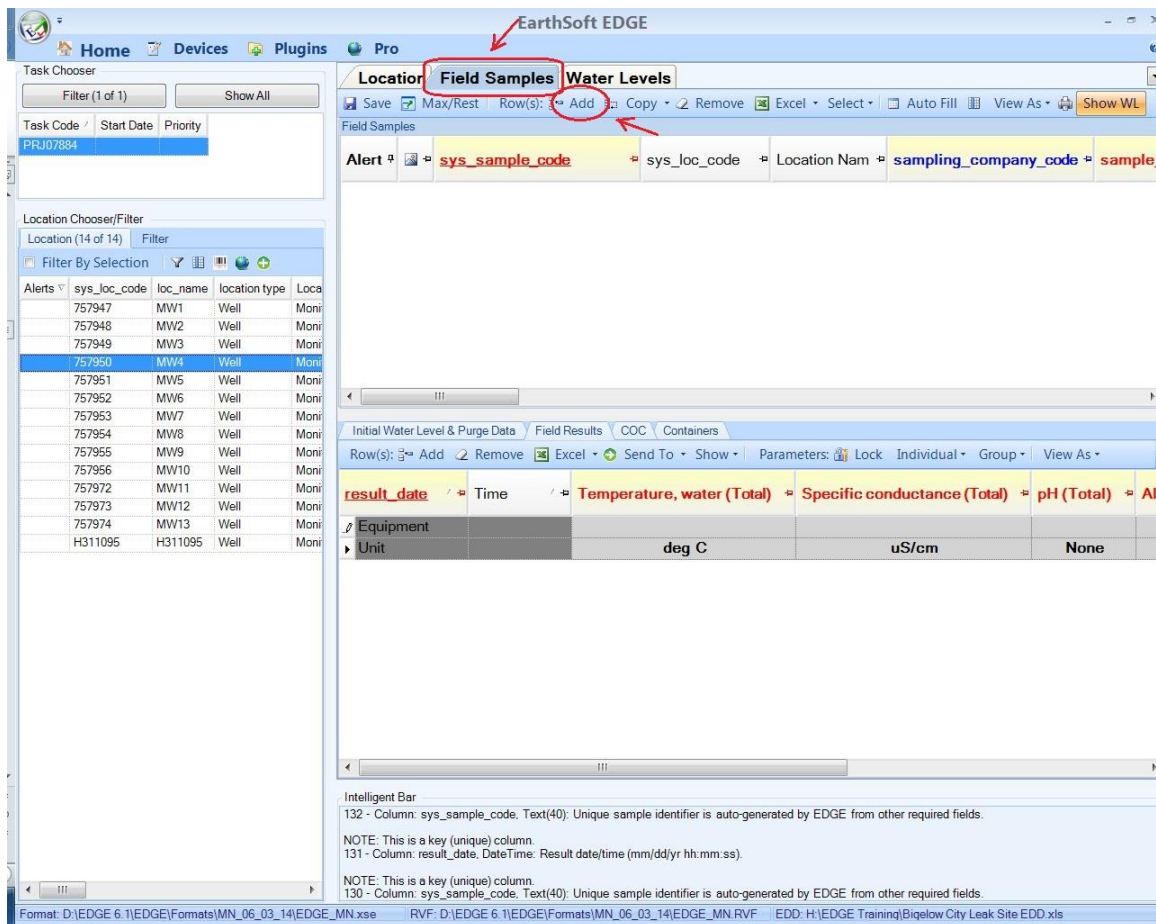 EarthSoft EDGE
Home Devices Plugins Pro
Task Chooser
Filter (1 of 1) Show All
Task Code Start Date Priority
PRJ07884
Location Chooser/Filter
Location (14 of 14) Filter
Filter By Selection
Alerts sys_loc_code loc_name location type Loca
757947 MW1 Well Moni
757948 MW2 Well Moni
757949 MW3 Well Moni
757950 MW4 Well Moni
757951 MW5 Well Moni
757952 MW6 Well Moni
757953 MW7 Well Moni
757954 MW8 Well Moni
757955 MW9 Well Moni
757956 MW10 Well Moni
757972 MW11 Well Moni
757973 MW12 Well Moni
757974 MW13 Well Moni
H311095 H311095 Well Moni
Location Field Samples Water Levels
Save Max/Rest Row(s): Add Copy Remove Excel Select Auto Fill View As Show WL
Field Samples
Alert sys_sample_code sys_loc_code Location Nam sampling_company_code sample_
Initial Water Level & Purge Data Field Results COC Containers
Row(s): Add Remove Excel Send To Show Parameters: Lock Individual Group View As
result_date Time Temperature, water (Total) Specific conductance (Total) pH (Total) Al
Equipment
Unit deg C uS/cm None
Intelligent Bar
132 - Column: sys_sample_code, Text(40): Unique sample identifier is auto-generated by EDGE from other required fields.
NOTE: This is a key (unique) column.
131 - Column: result_date, DateTime: Result date/time (mm/dd/yr hh:mm:ss).
NOTE: This is a key (unique) column.
130 - Column: sys_sample_code, Text(40): Unique sample identifier is auto-generated by EDGE from other required fields.
Format: D:\EDGE 6.1\EDGE\Formats\MN_06_03_14\EDGE_MN.xse RVF: D:\EDGE 6.1\EDGE\Formats\MN_06_03_14\EDGE_MN.RVF EDD: H:\EDGE Training\Bigelow City Leak Site EDD.xls